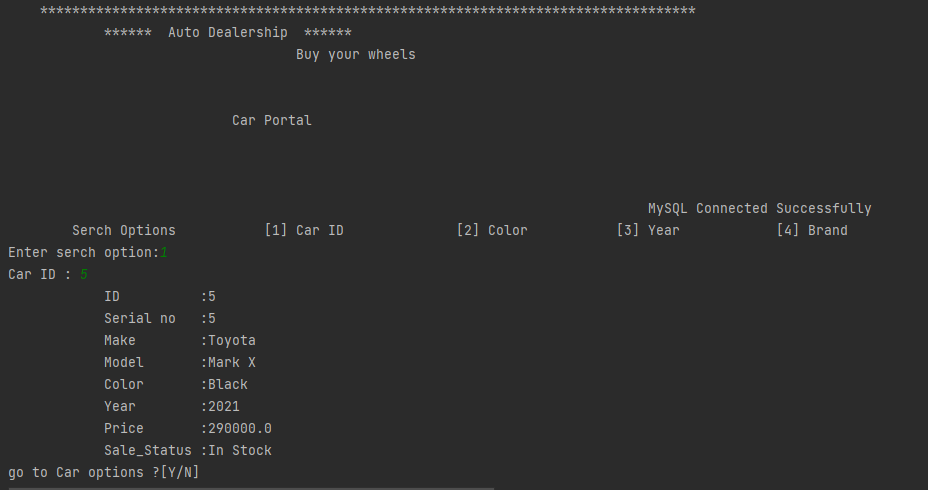 **********************************************************************************
****** Auto Dealership ******
Buy your wheels
Car Portal
MySQL Connected Successfully
Serch Options [1] Car ID [2] Color [3] Year [4] Brand
Enter serch option:1
Car ID : 5
ID :5
Serial no :5
Make :Toyota
Model :Mark X
Color :Black
Year :2021
Price :290000.0
Sale_Status :In Stock
go to Car options ?[Y/N]